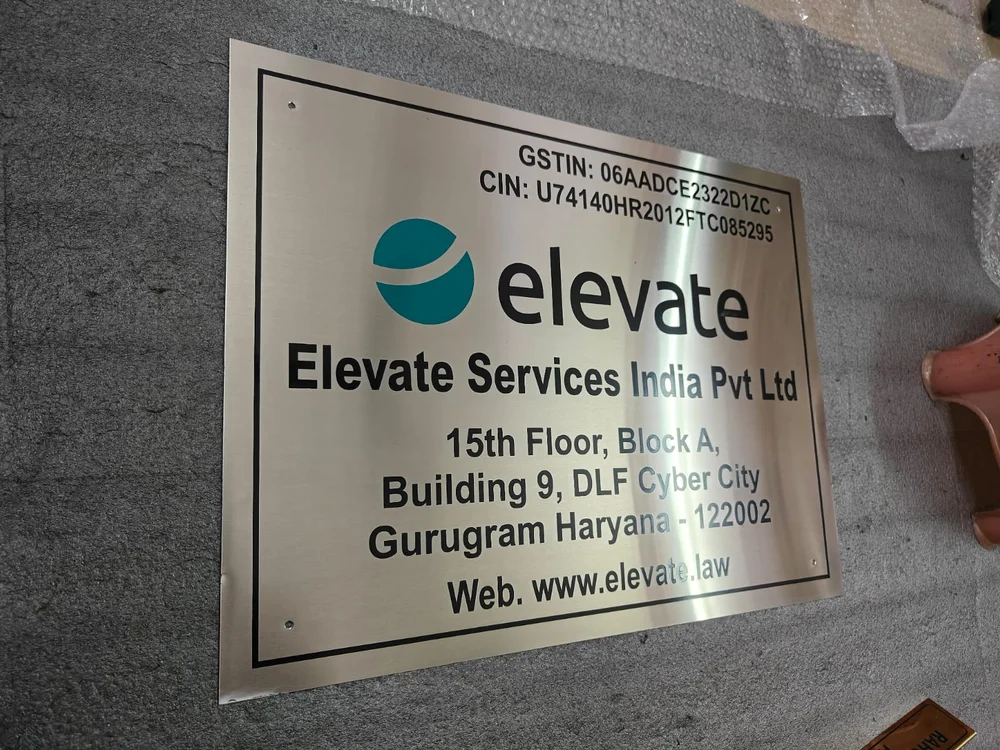 GSTIN: 06AADCE2322D1ZC
CIN: U74140HR2012FTC085295
elevate
Elevate Services India Pvt Ltd
15th Floor, Block A,
Building 9, DLF Cyber City
Gurugram Haryana - 122002
Web. www.elevate.law